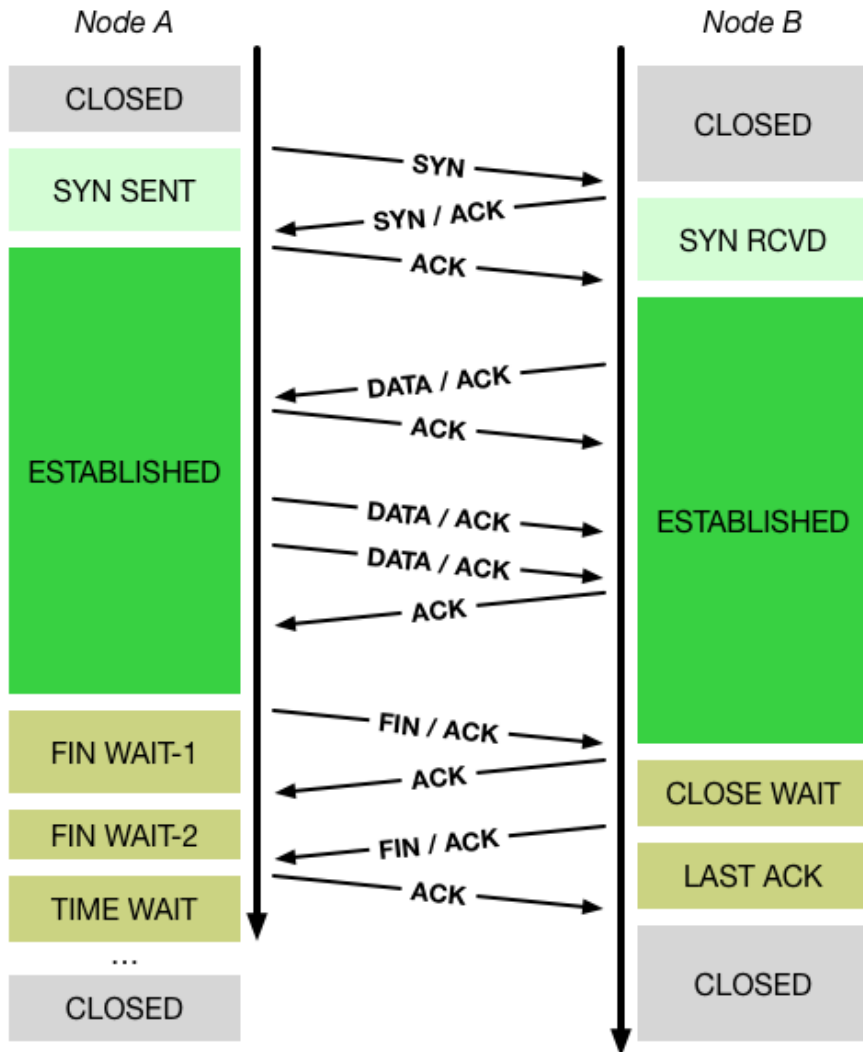 Node A
Node B
CLOSED
CLOSED
SYN
SYN SENT
SYN / ACK
SYN RCVD
ACK
DATA / ACK
ACK
ESTABLISHED
DATA / ACK
ESTABLISHED
DATA / ACK
ACK
FIN / ACK
FIN WAIT-1
ACK
CLOSE WAIT
FIN WAIT-2
FIN / ACK
LAST ACK
ACK
TIME WAIT
...
CLOSED
CLOSED